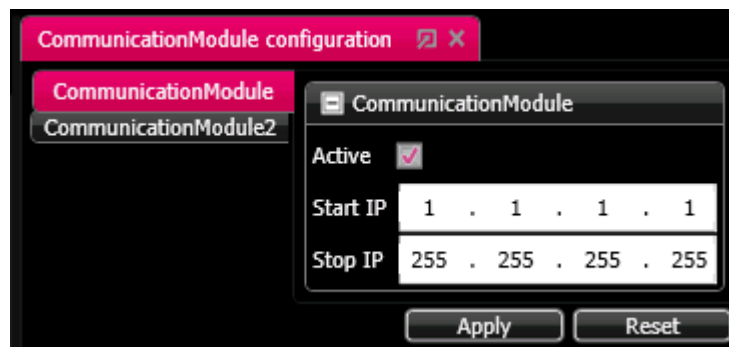 CommunicationModule configuration
CommunicationModule
CommunicationModule2
CommunicationModule
Active
Start IP 1 . 1 . 1 . 1
Stop IP 255 . 255 . 255 . 255
Apply Reset